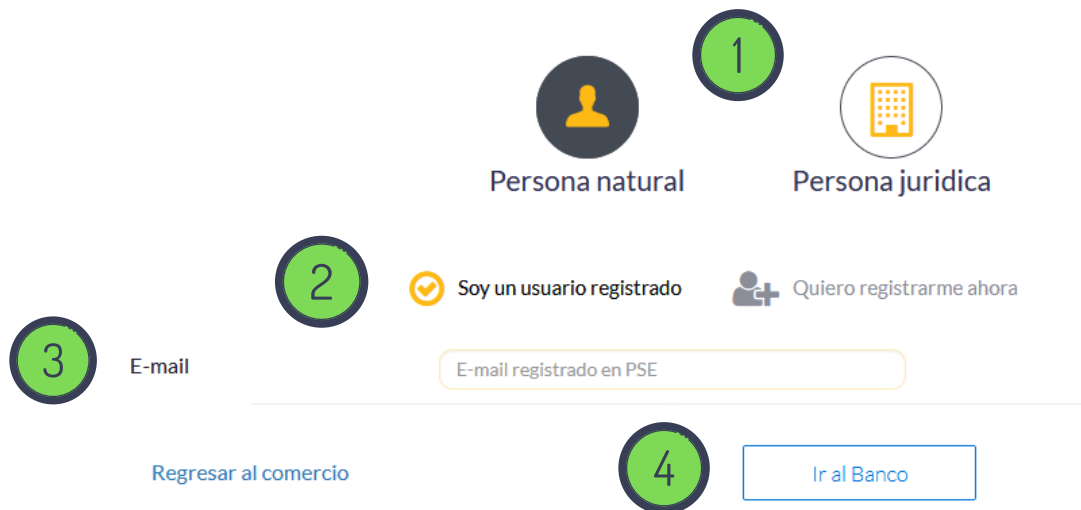 1
Persona natural
Persona juridica
2
Soy un usuario registrado
Quiero registrarme ahora
3
E-mail
E-mail registrado en PSE
Regresar al comercio
4
Ir al Banco